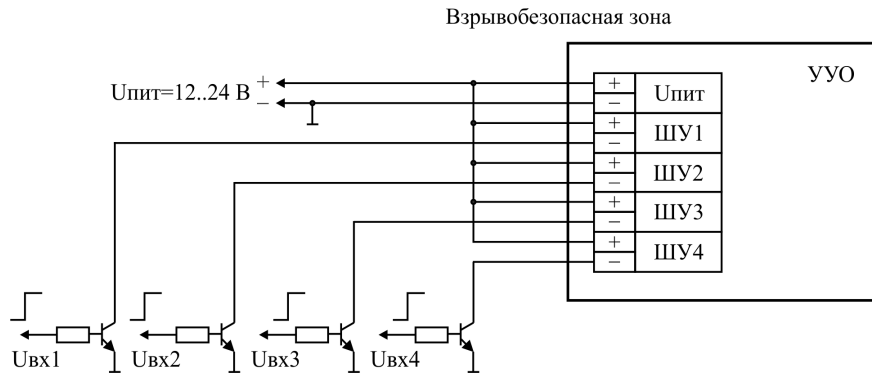 Взрывобезопасная зона
УУО
Uпит=12..24 В
+
−
+
−
Uпит
+
−
ШУ1
+
−
ШУ2
+
−
ШУ3
+
−
ШУ4
Uвх1
Uвх2
Uвх3
Uвх4